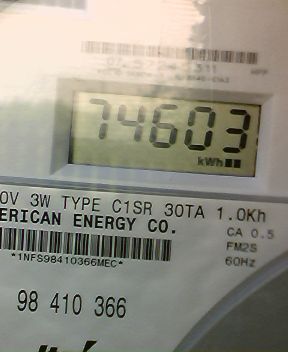 74603
kWh
0V 3W TYPE C1SR 30TA 1.0Kh
ERICAN ENERGY CO.
CA 0.5
FM2S
*1NFS98410366MEC*
60Hz
98 410 366